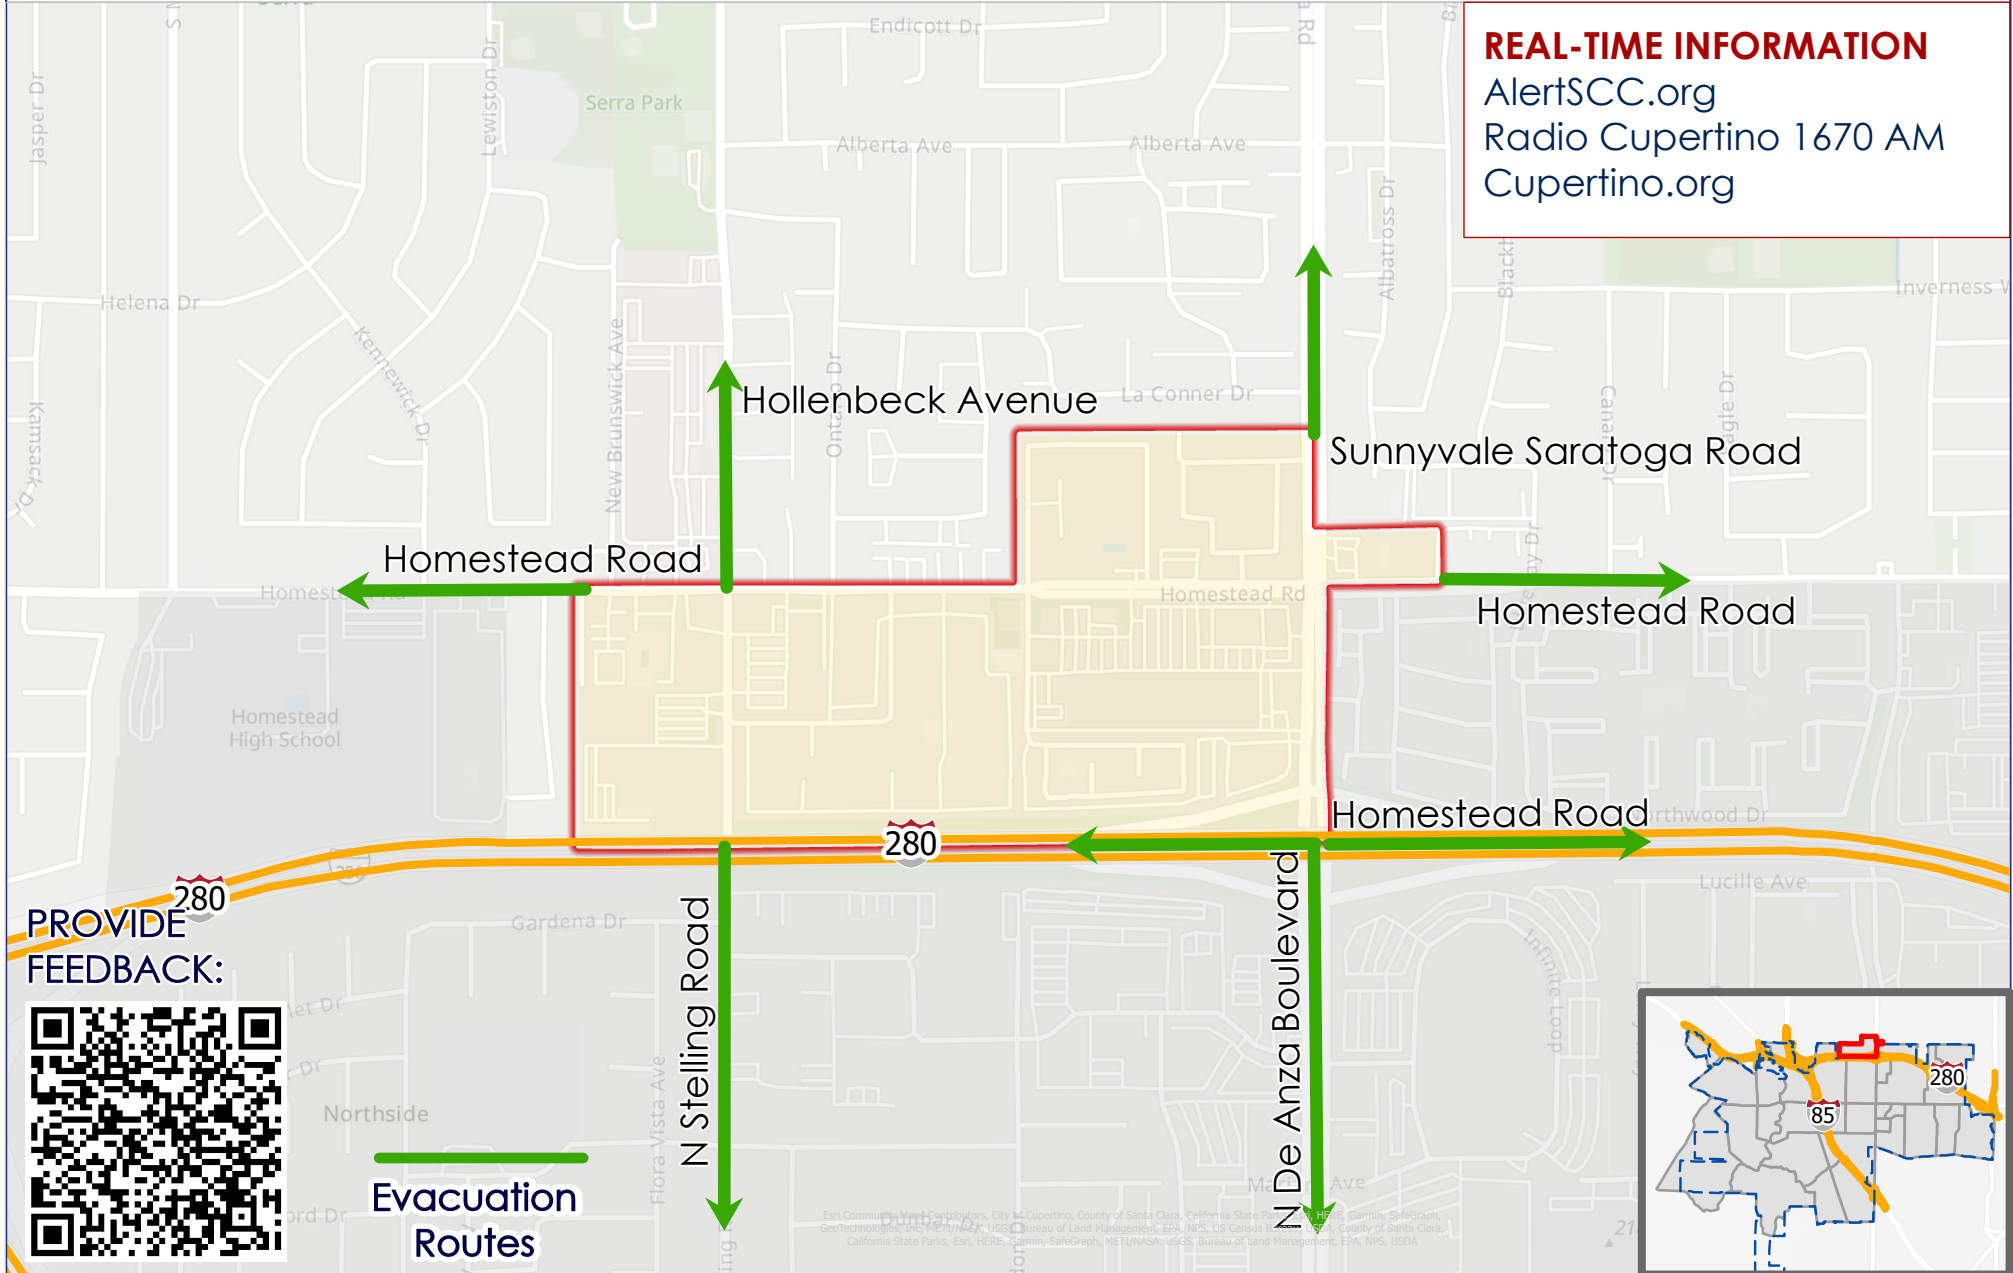 Endicott Dr
REAL-TIME INFORMATION
AlertSCC.org
Radio Cupertino 1670 AM
Cupertino.org
Jasper Dr
Lewiston Dr
Serra Park
Alberta Ave
Alberta Ave
Albatross Dr
Helena Dr
Inverness
Kennewick Dr
New Brunswick Ave
Ontario Dr
Hollenbeck Avenue
La Conner Dr
Kamsack Dr
Sunnyvale Saratoga Road
Homestead Road
Homestead Rd
Homestead Road
Homestead
High School
Homestead Road
280
280
Lucille Ave
PROVIDE
FEEDBACK:
Gardena Dr
N Stelling Road
N De Anza Boulevard
Infinite Loop
Northside
Flora Vista Ave
Evacuation
Routes
280
85